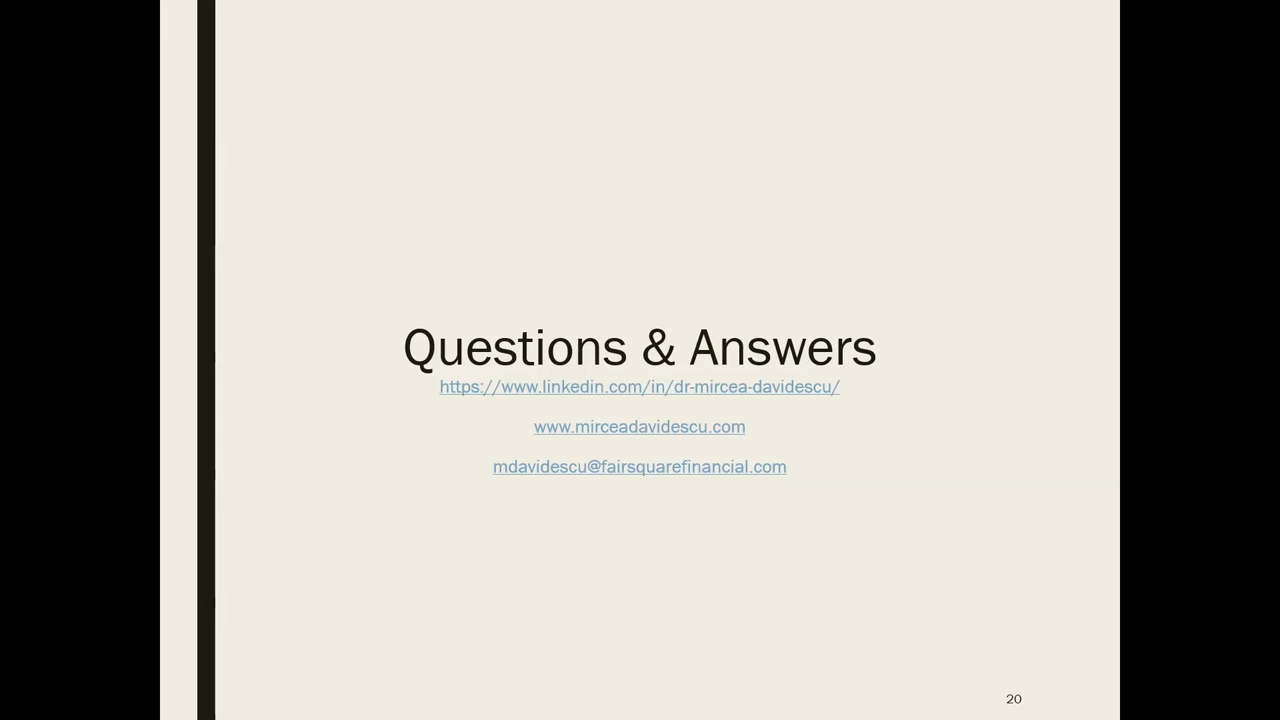 Questions & Answers
https://www.linkedin.com/in/dr-mircea-davidescu/
www.mirceadavidescu.com
mdavidescu@fairsquarefinancial.com
20